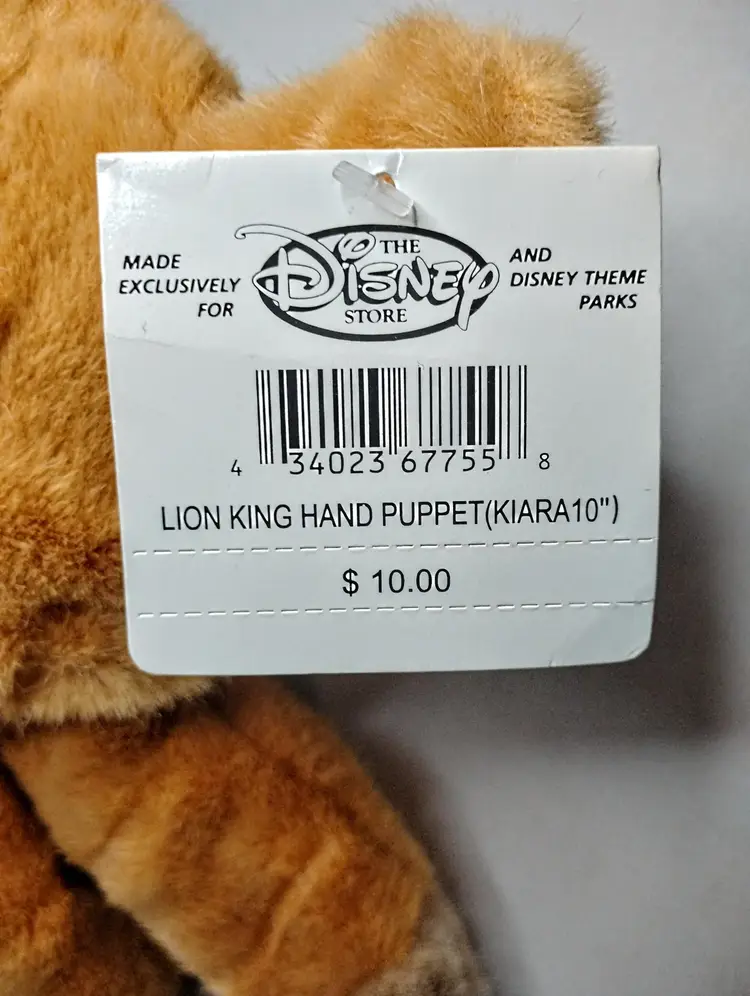 MADE EXCLUSIVELY FOR
THE
DISNEY
STORE
AND DISNEY THEME PARKS
4 34023 67755 8
LION KING HAND PUPPET(KIARA10")
$ 10.00